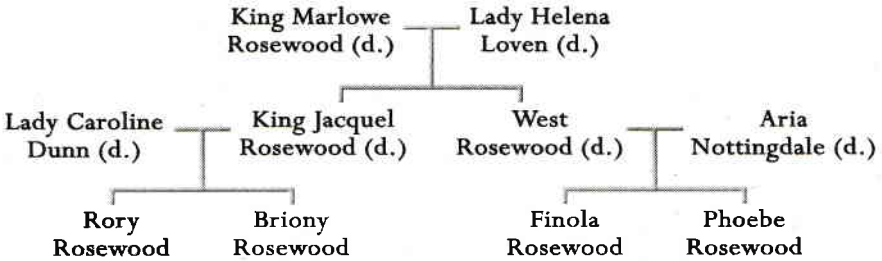 King Marlowe
Rosewood (d.)
Lady Helena
Loven (d.)
Lady Caroline
Dunn (d.)
King Jacquel
Rosewood (d.)
West
Rosewood (d.)
Aria
Nottingdale (d.)
Rory
Rosewood
Briony
Rosewood
Finola
Rosewood
Phoebe
Rosewood